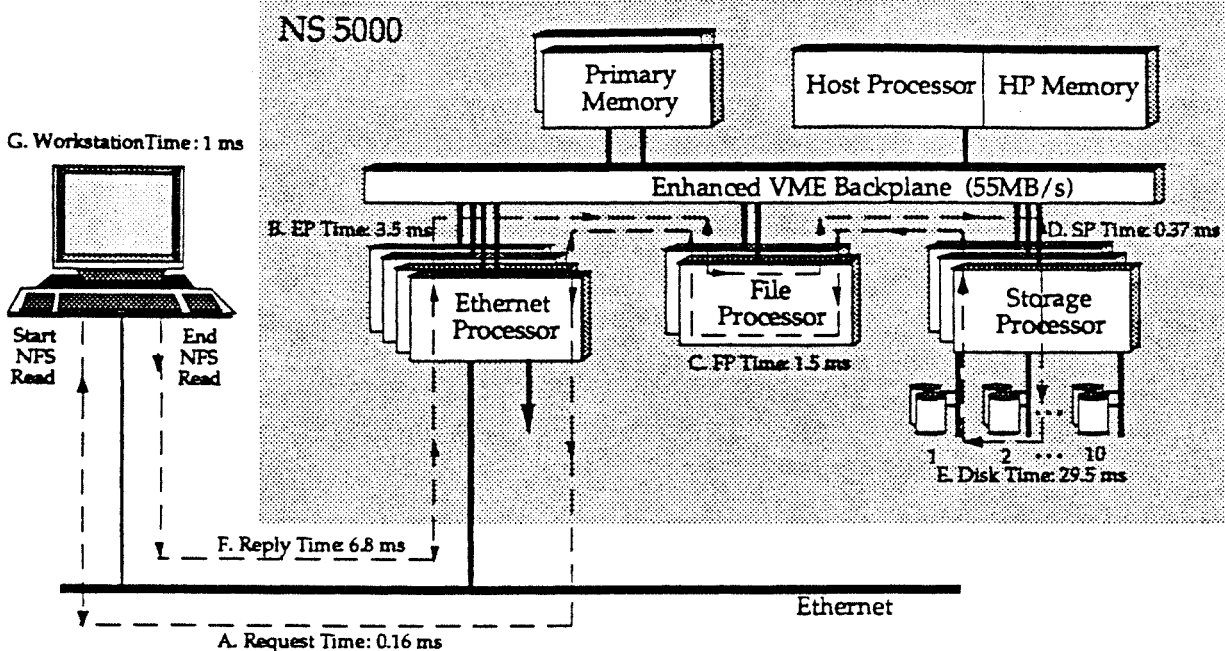 NS 5000
Primary
Memory
Host Processor
HP Memory
G. Workstation Time: 1 ms
Enhanced VME Backplane (55MB/s)
B. EP Time: 3.5 ms
D. SP Time: 0.37 ms
Ethernet
Processor
File
Processor
Storage
Processor
Start
NFS
Read
End
NFS
Read
C. FP Time: 1.5 ms
1
2
...
10
E. Disk Time: 29.5 ms
F. Reply Time: 6.8 ms
Ethernet
A. Request Time: 0.16 ms